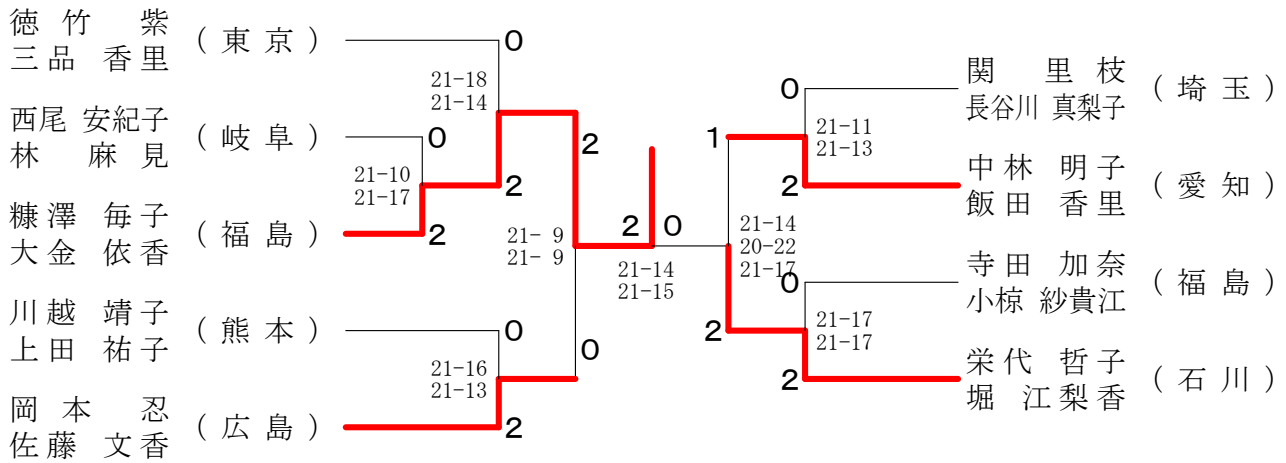 徳竹 紫
三品 香里
(東京)
0
21-18
21-14
西尾 安紀子
林 麻見
(岐阜)
0
21-10
21-17
2
糠澤 毎子
大金 依香
(福島)
2
2
21- 9
21- 9
川越 靖子
上田 祐子
(熊本)
0
0
21-16
21-13
岡本 忍
佐藤 文香
(広島)
2
2 0
21-14
21-15
関 里枝
長谷川 真梨子
(埼玉)
0
1
21-11
21-13
中林 明子
飯田 香里
(愛知)
2
21-14
20-22
21-17
寺田 加奈
小椋 紗貴江
(福島)
0
2
21-17
21-17
栄代 哲子
堀 江梨香
(石川)
2